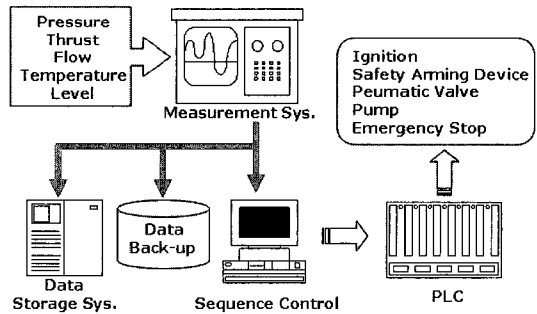 Pressure
Thrust
Flow
Temperature
Level
Measurement Sys.
Ignition
Safety Arming Device
Peumatic Valve
Pump
Emergency Stop
Data
Back-up
Data
Storage Sys.
Sequence Control
PLC